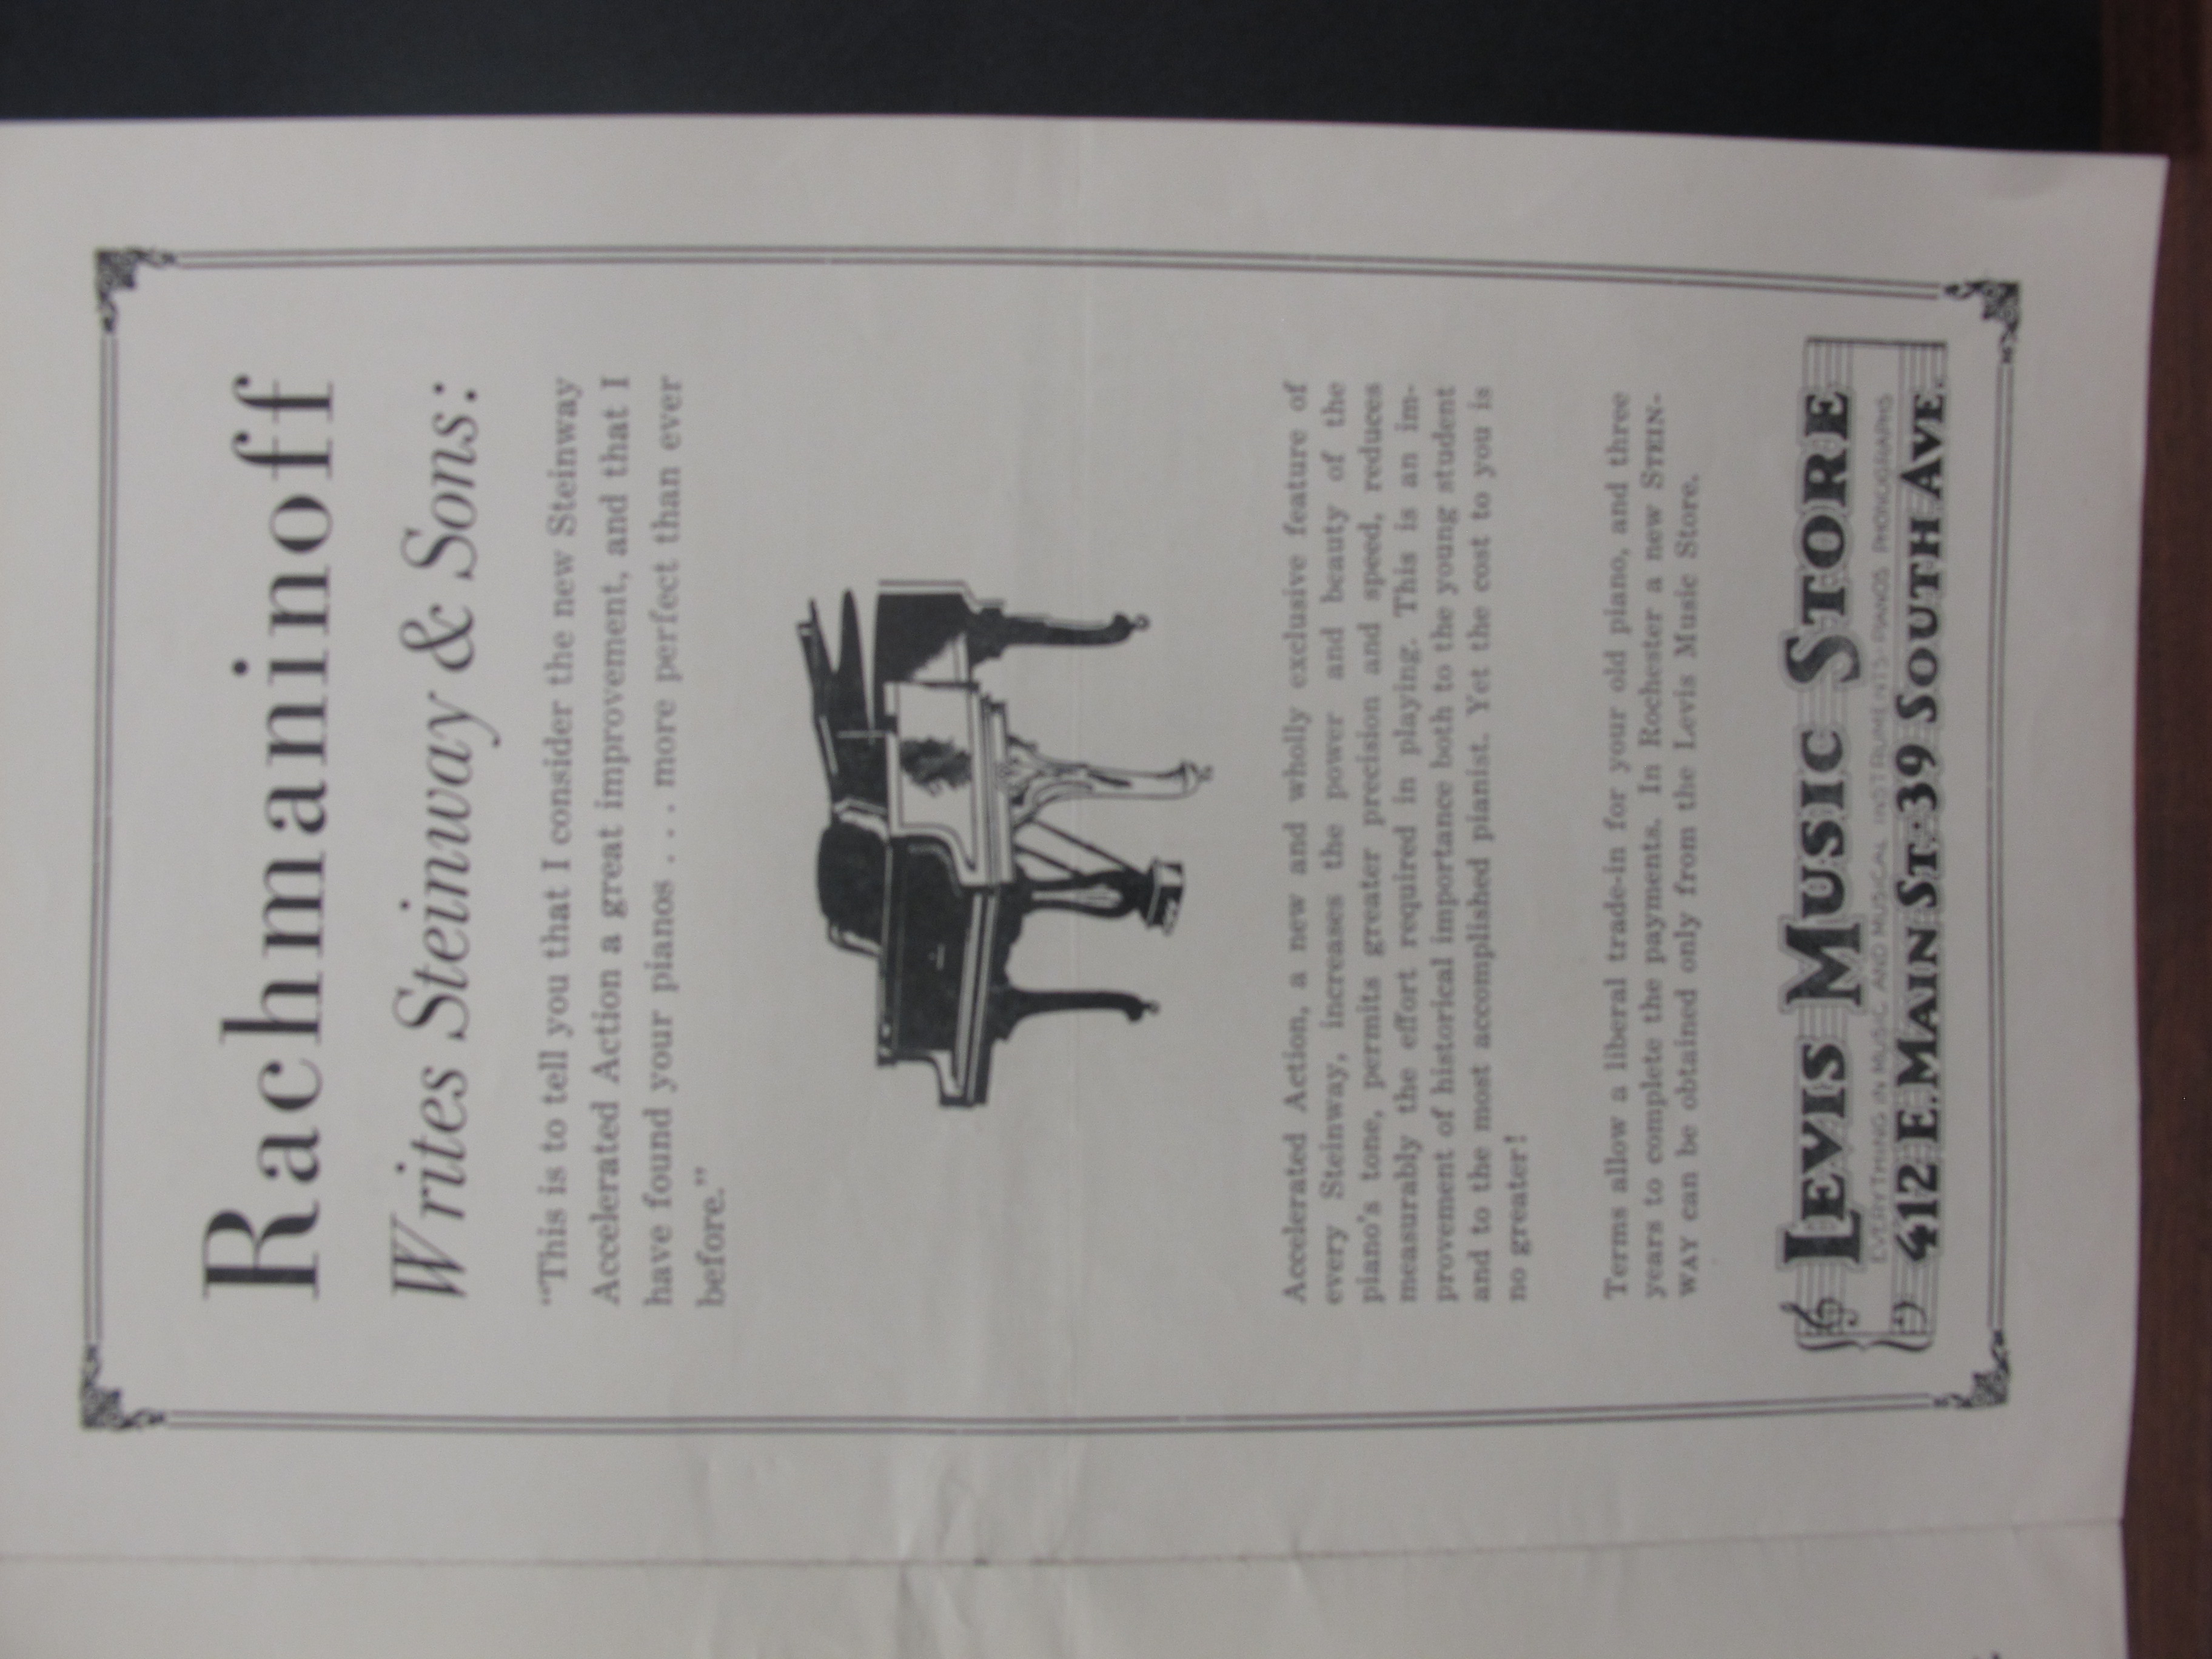 Rachmaninoff
Writes Steinway & Sons:
“This is to tell you that I consider the new Steinway
Accelerated Action a great improvement, and that I
have found your pianos . . . more perfect than ever
before.”
Accelerated Action, a new and wholly exclusive feature of
every Steinway, increases the power and beauty of the
piano's tone, permits greater precision and speed, reduces
measurably the effort required in playing. This is an im-
provement of historical importance both to the young student
and to the most accomplished pianist. Yet the cost to you is
no greater!
Terms allow a liberal trade-in for your old piano, and three
years to complete the payments. In Rochester a new STEIN-
WAY can be obtained only from the Levis Music Store.
LEVIS MUSIC STORE
EVERYTHING IN MUSIC AND MUSICAL INSTRUMENTS · PIANOS PHONOGRAPHS
412 E. MAIN ST. · 39 SOUTH AVE.